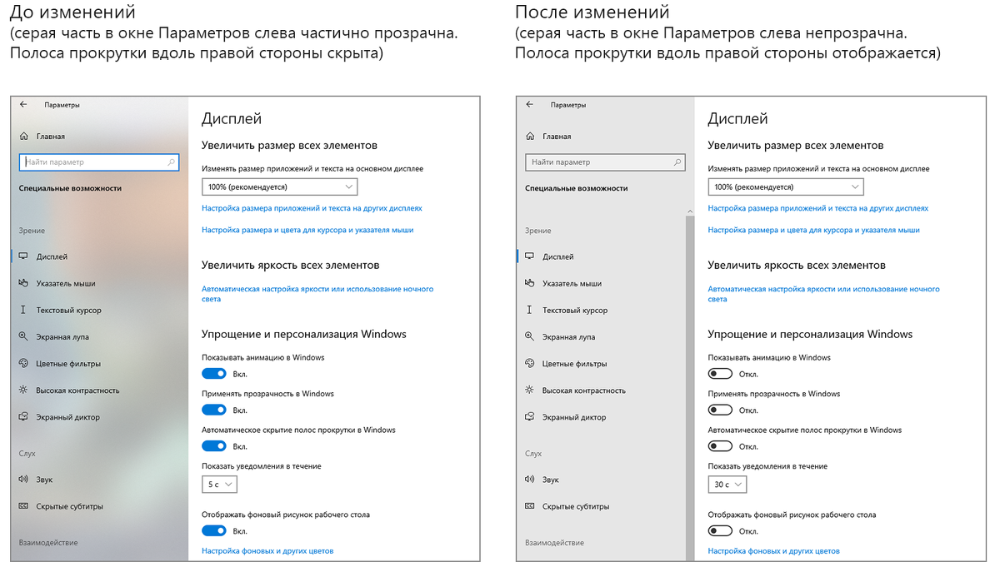 До изменений
(серая часть в окне Параметров слева частично прозрачна.
Полоса прокрутки вдоль правой стороны скрыта)
Параметры
Главная
Найти параметр
Специальные возможности
Зрение
Дисплей
Указатель мыши
Текстовый курсор
Экранная лупа
Цветные фильтры
Высокая контрастность
Экранный диктор
Слух
Звук
Скрытые субтитры
Взаимодействие
Дисплей
Увеличить размер всех элементов
Изменять размер приложений и текста на основном дисплее
100% (рекомендуется)
Настройка размера приложений и текста на других дисплеях
Настройка размера и цвета для курсора и указателя мыши
Увеличить яркость всех элементов
Автоматическая настройка яркости или использование ночного
света
Упрощение и персонализация Windows
Показывать анимацию в Windows
Вкл.
Применять прозрачность в Windows
Вкл.
Автоматическое скрытие полос прокрутки в Windows
Вкл.
Показать уведомления в течение
5 с
Отображать фоновый рисунок рабочего стола
Вкл.
Настройка фоновых и других цветов
После изменений
(серая часть в окне Параметров слева непрозрачна.
Полоса прокрутки вдоль правой стороны отображается)
Параметры
Главная
Найти параметр
Специальные возможности
Зрение
Дисплей
Указатель мыши
Текстовый курсор
Экранная лупа
Цветные фильтры
Высокая контрастность
Экранный диктор
Слух
Звук
Скрытые субтитры
Взаимодействие
Дисплей
Увеличить размер всех элементов
Изменять размер приложений и текста на основном дисплее
100% (рекомендуется)
Настройка размера приложений и текста на других дисплеях
Настройка размера и цвета для курсора и указателя мыши
Увеличить яркость всех элементов
Автоматическая настройка яркости или использование ночного
света
Упрощение и персонализация Windows
Показывать анимацию в Windows
Откл.
Применять прозрачность в Windows
Откл.
Автоматическое скрытие полос прокрутки в Windows
Откл.
Показать уведомления в течение
30 с
Отображать фоновый рисунок рабочего стола
Откл.
Настройка фоновых и других цветов